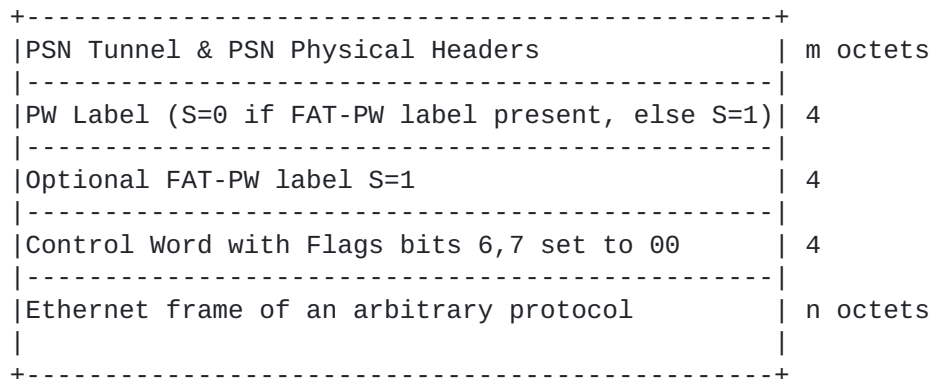 +------------------------------------------------+
|PSN Tunnel & PSN Physical Headers               | m octets
|------------------------------------------------|
|PW Label (S=0 if FAT-PW label present, else S=1)| 4
|------------------------------------------------|
|Optional FAT-PW label S=1                       | 4
|------------------------------------------------|
|Control Word with Flags bits 6,7 set to 00      | 4
|------------------------------------------------|
|Ethernet frame of an arbitrary protocol         | n octets
|                                                |
+------------------------------------------------+